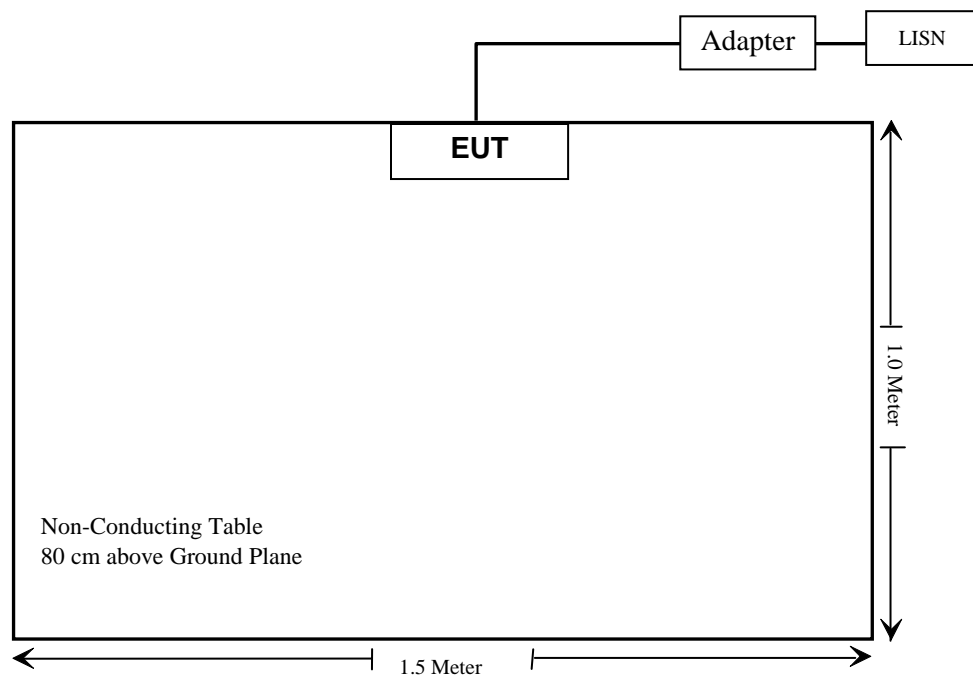 Adapter
LISN
EUT
1.0 Meter
Non-Conducting Table
80 cm above Ground Plane
1.5 Meter